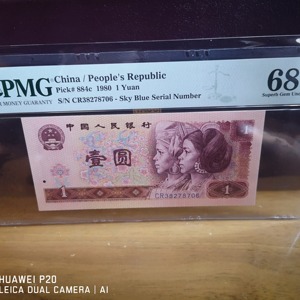 PMG
MONEY GUARANTY
China / People's Republic
Pick# 884c 1980 1 Yuan
S/N CR38278706 - Sky Blue Serial Number
68
Superb Gem Unc
中国人民银行
壹圆
1
1
CR38278706
HUAWEI P20
LEICA DUAL CAMERA | AI